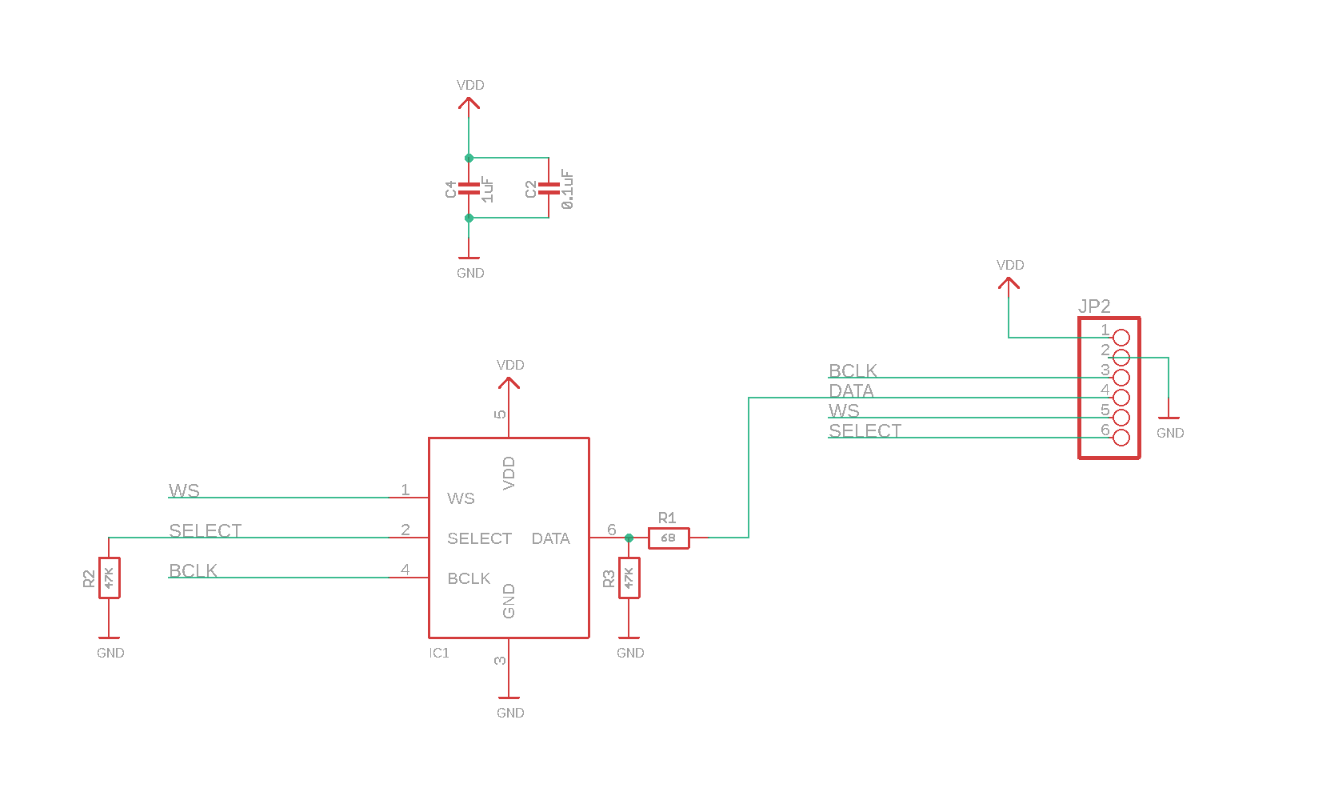 VDD
C4
1uF
C2
0.1uF
GND
VDD
JP2
1
2
3
4
5
6
BCLK
DATA
WS
SELECT
GND
VDD
5
VDD
WS
1
WS
SELECT
2
SELECT
DATA
6
R1
68
BCLK
4
BCLK
GND
R2
47K
GND
R3
47K
GND
IC1
3
GND